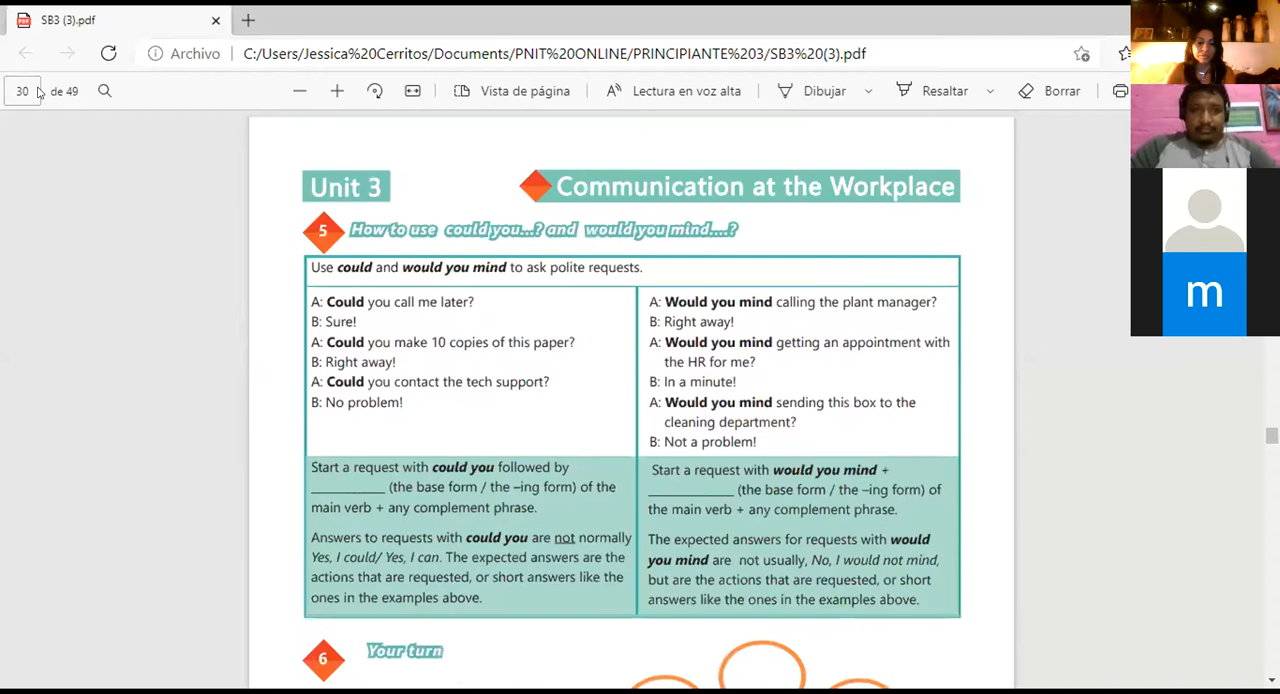 SB3 (3).pdf
Archivo
C:/Users/Jessica%20Cerritos/Documents/PNIT%20ONLINE/PRINCIPIANTE%203/SB3%20(3).pdf
30 de 49
Vista de página
Lectura en voz alta
Dibujar
Resaltar
Borrar
Unit 3
Communication at the Workplace
5 How to use could you...? and would you mind....?
Use could and would you mind to ask polite requests.
A: Could you call me later?
B: Sure!
A: Could you make 10 copies of this paper?
B: Right away!
A: Could you contact the tech support?
B: No problem!
A: Would you mind calling the plant manager?
B: Right away!
A: Would you mind getting an appointment with
the HR for me?
B: In a minute!
A: Would you mind sending this box to the
cleaning department?
B: Not a problem!
Start a request with could you followed by
__________ (the base form / the –ing form) of the
main verb + any complement phrase.
Answers to requests with could you are not normally
Yes, I could/ Yes, I can. The expected answers are the
actions that are requested, or short answers like the
ones in the examples above.
Start a request with would you mind +
___________ (the base form / the –ing form) of
the main verb + any complement phrase.
The expected answers for requests with would
you mind are not usually, No, I would not mind,
but are the actions that are requested, or short
answers like the ones in the examples above.
6 Your turn
m